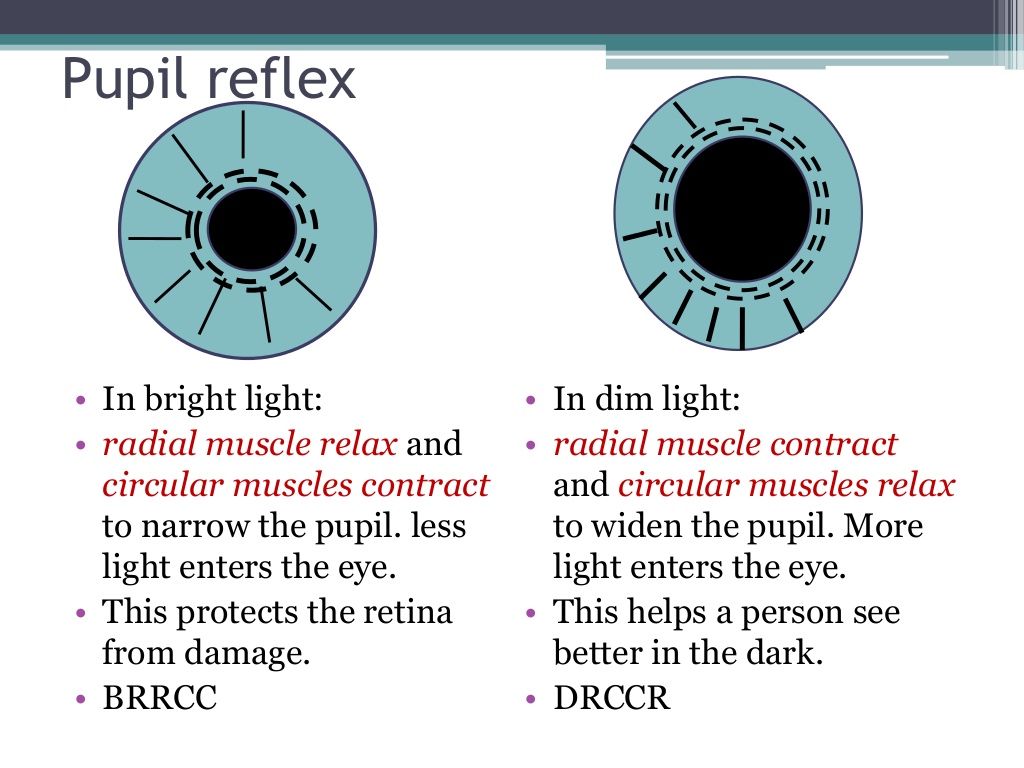 Pupil reflex
• In bright light:
• radial muscle relax and
circular muscles contract
to narrow the pupil. less
light enters the eye.
• This protects the retina
from damage.
• BRRCC
• In dim light:
• radial muscle contract
and circular muscles relax
to widen the pupil. More
light enters the eye.
• This helps a person see
better in the dark.
• DRCCR